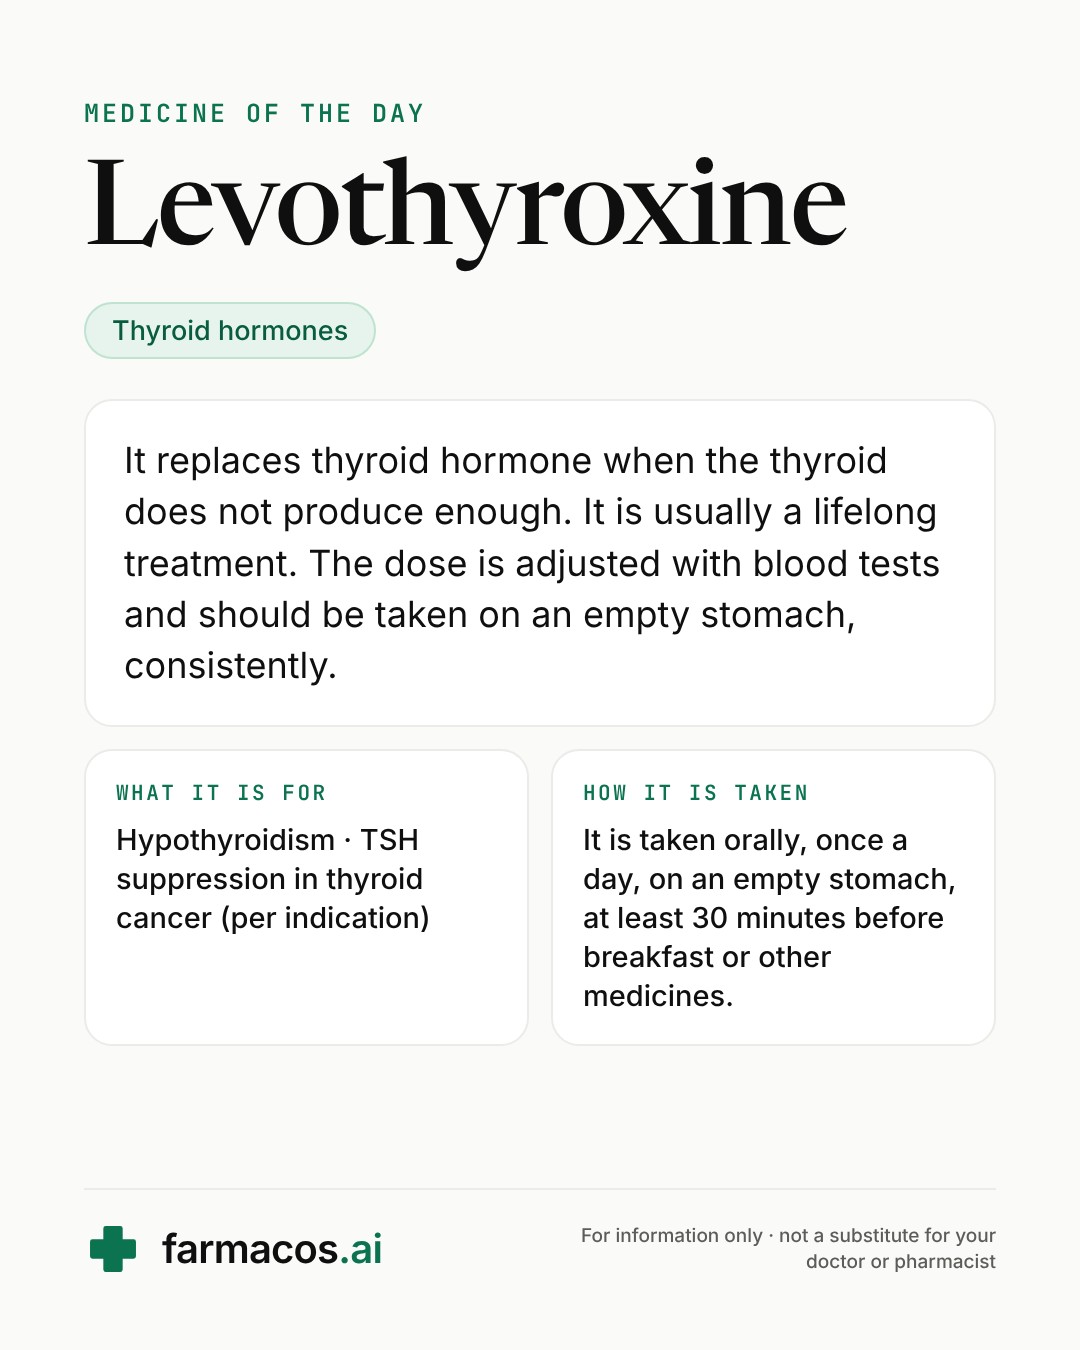 MEDICINE OF THE DAY
Levothyroxine
Thyroid hormones
It replaces thyroid hormone when the thyroid
does not produce enough. It is usually a lifelong
treatment. The dose is adjusted with blood tests
and should be taken on an empty stomach,
consistently.
WHAT IT IS FOR
Hypothyroidism · TSH
suppression in thyroid
cancer (per indication)
HOW IT IS TAKEN
It is taken orally, once a
day, on an empty stomach,
at least 30 minutes before
breakfast or other
medicines.
farmacos.ai
For information only · not a substitute for your
doctor or pharmacist